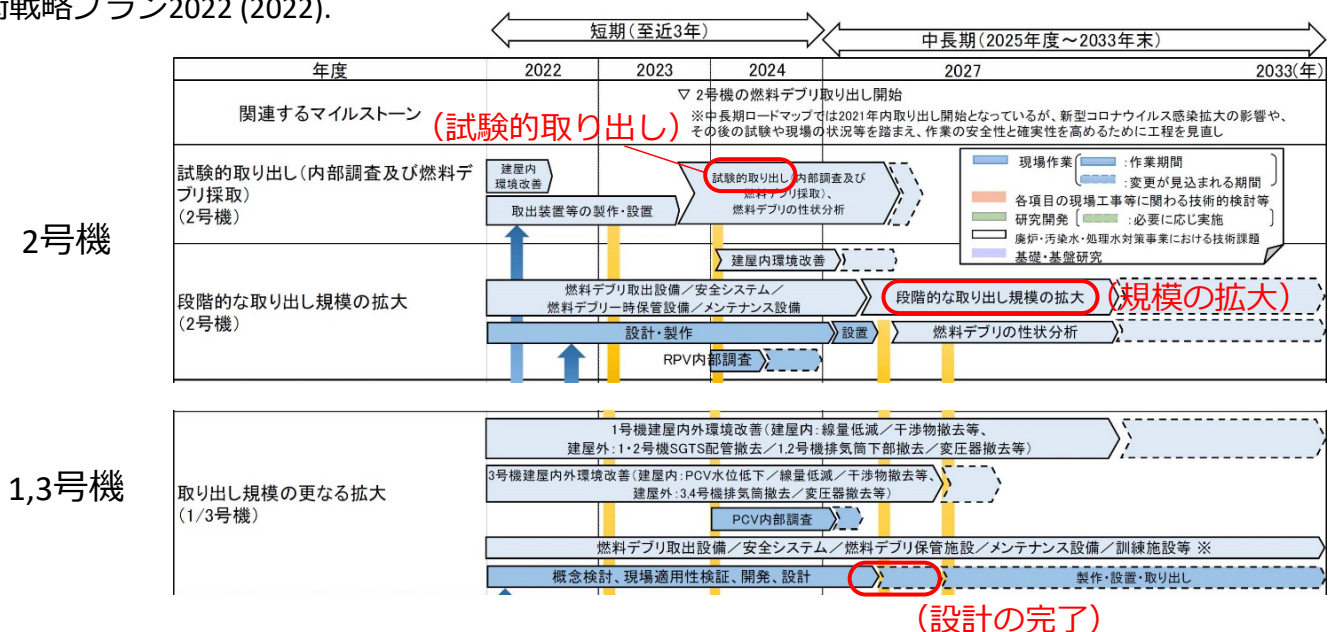 術戦略プラン2022 (2022).
短期(至近3年)
中長期(2025年度～2033年末)
年度 2022 2023 2024 2027 2033(年)
関連するマイルストーン
▽ 2号機の燃料デブリ取り出し開始
※中長期ロードマップでは2021年内取り出し開始となっているが、新型コロナウイルス感染拡大の影響や、
その後の試験や現場の状況等を踏まえ、作業の安全性と確実性を高めるために工程を見直し
（試験的取り出し）
2号機
試験的取り出し(内部調査及び燃料デ
ブリ採取)
(2号機)
建屋内
環境改善
取出装置等の製作・設置
試験的取り出し(内部調査及び
燃料デブリ採取)、
燃料デブリの性状分析
現場作業 :作業期間
:変更が見込まれる期間
各項目の現場工事等に関わる技術的検討等
研究開発 :必要に応じ実施
廃炉・汚染水・処理水対策事業における技術課題
基礎・基盤研究
段階的な取り出し規模の拡大
(2号機)
建屋内環境改善
燃料デブリ取出設備／安全システム／
燃料デブリ一時保管設備／メンテナンス設備
段階的な取り出し規模の拡大
（規模の拡大）
設計・製作
設置
燃料デブリの性状分析
RPV内部調査
1,3号機
取り出し規模の更なる拡大
(1/3号機)
1号機建屋内外環境改善(建屋内:線量低減／干渉物撤去等、
建屋外:1・2号機SGTS配管撤去／1,2号機排気筒下部撤去／変圧器撤去等)
3号機建屋内外環境改善(建屋内:PCV水位低下／線量低減／干渉物撤去等、
建屋外:3,4号機排気筒撤去／変圧器撤去等)
PCV内部調査
燃料デブリ取出設備／安全システム／燃料デブリ保管施設／メンテナンス設備／訓練施設等 ※
概念検討、現場適用性検証、開発、設計
製作・設置・取り出し
（設計の完了）